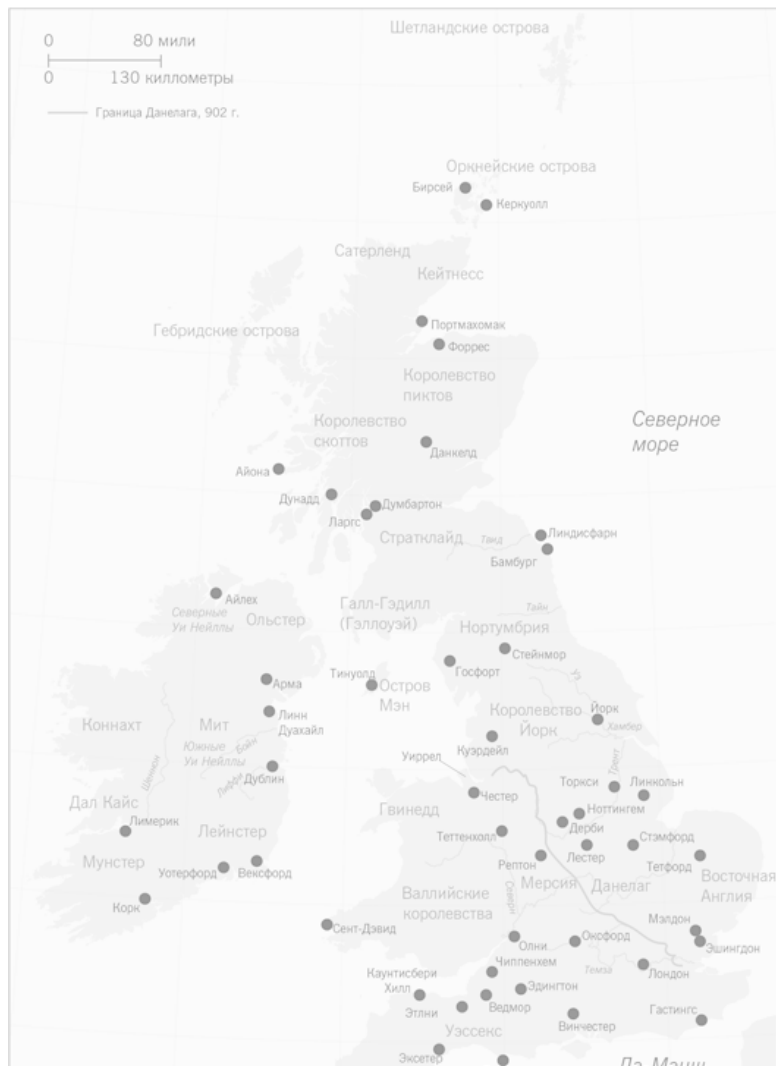 Шетландские острова
0 80 мили
0 130 киллометры
Граница Данелага, 902 г.
Оркнейские острова
Бирсей
Керкуолл
Сатерленд
Кейтнесс
Гебридские острова
Портмахомак
Форрес
Королевство
пиктов
Северное
море
Королевство
скоттов
Данкелд
Айона
Дунадд
Думбартон
Ларгс
Стратклайд
Твид
Линдисфарн
Бамбург
Айлех
Северные
Уи Нейллы
Ольстер
Галл-Гэдилл
(Гэллоуэй)
Тайн
Нортумбрия
Стейнмор
Госфорт
Тинуолд
Остров
Мэн
Арма
Уз
Йорк
Коннахт
Мит
Линн
Дуахайл
Королевство
Йорк
Хамбер
Куэрдейл
Южные
Уи Нейллы
Бойн
Шаннон
Лиффи
Дублин
Уиррел
Трент
Торкси
Линкольн
Честер
Гвинедд
Дал Кайс
Лимерик
Лейнстер
Теттенхолл
Ноттингем
Дерби
Стэмфорд
Лестер
Тетфорд
Мунстер
Уотерфорд
Вексфорд
Рептон
Мерсия
Данелаг
Восточная
Англия
Корк
Валлийские
королевства
Северн
Сент-Дэвид
Мэлдон
Эшингдон
Олни
Оксфорд
Чиппенхем
Темза
Лондон
Каунтисбери
Хилл
Эдингтон
Этлни
Ведмор
Винчестер
Гастингс
Уэссекс
Эксетер
Ла-Манш